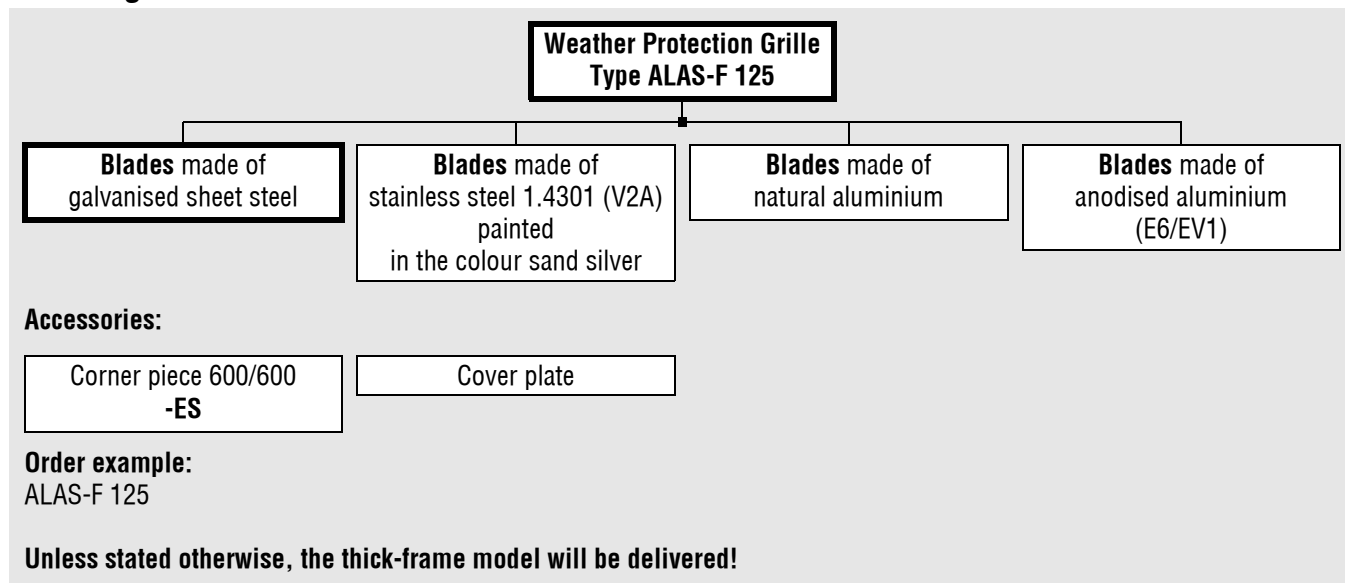 Weather Protection Grille
Type ALAS-F 125
Blades made of
galvanised sheet steel
Blades made of
stainless steel 1.4301 (V2A)
painted
in the colour sand silver
Blades made of
natural aluminium
Blades made of
anodised aluminium
(E6/EV1)
Accessories:
Corner piece 600/600
-ES
Cover plate
Order example:
ALAS-F 125
Unless stated otherwise, the thick-frame model will be delivered!